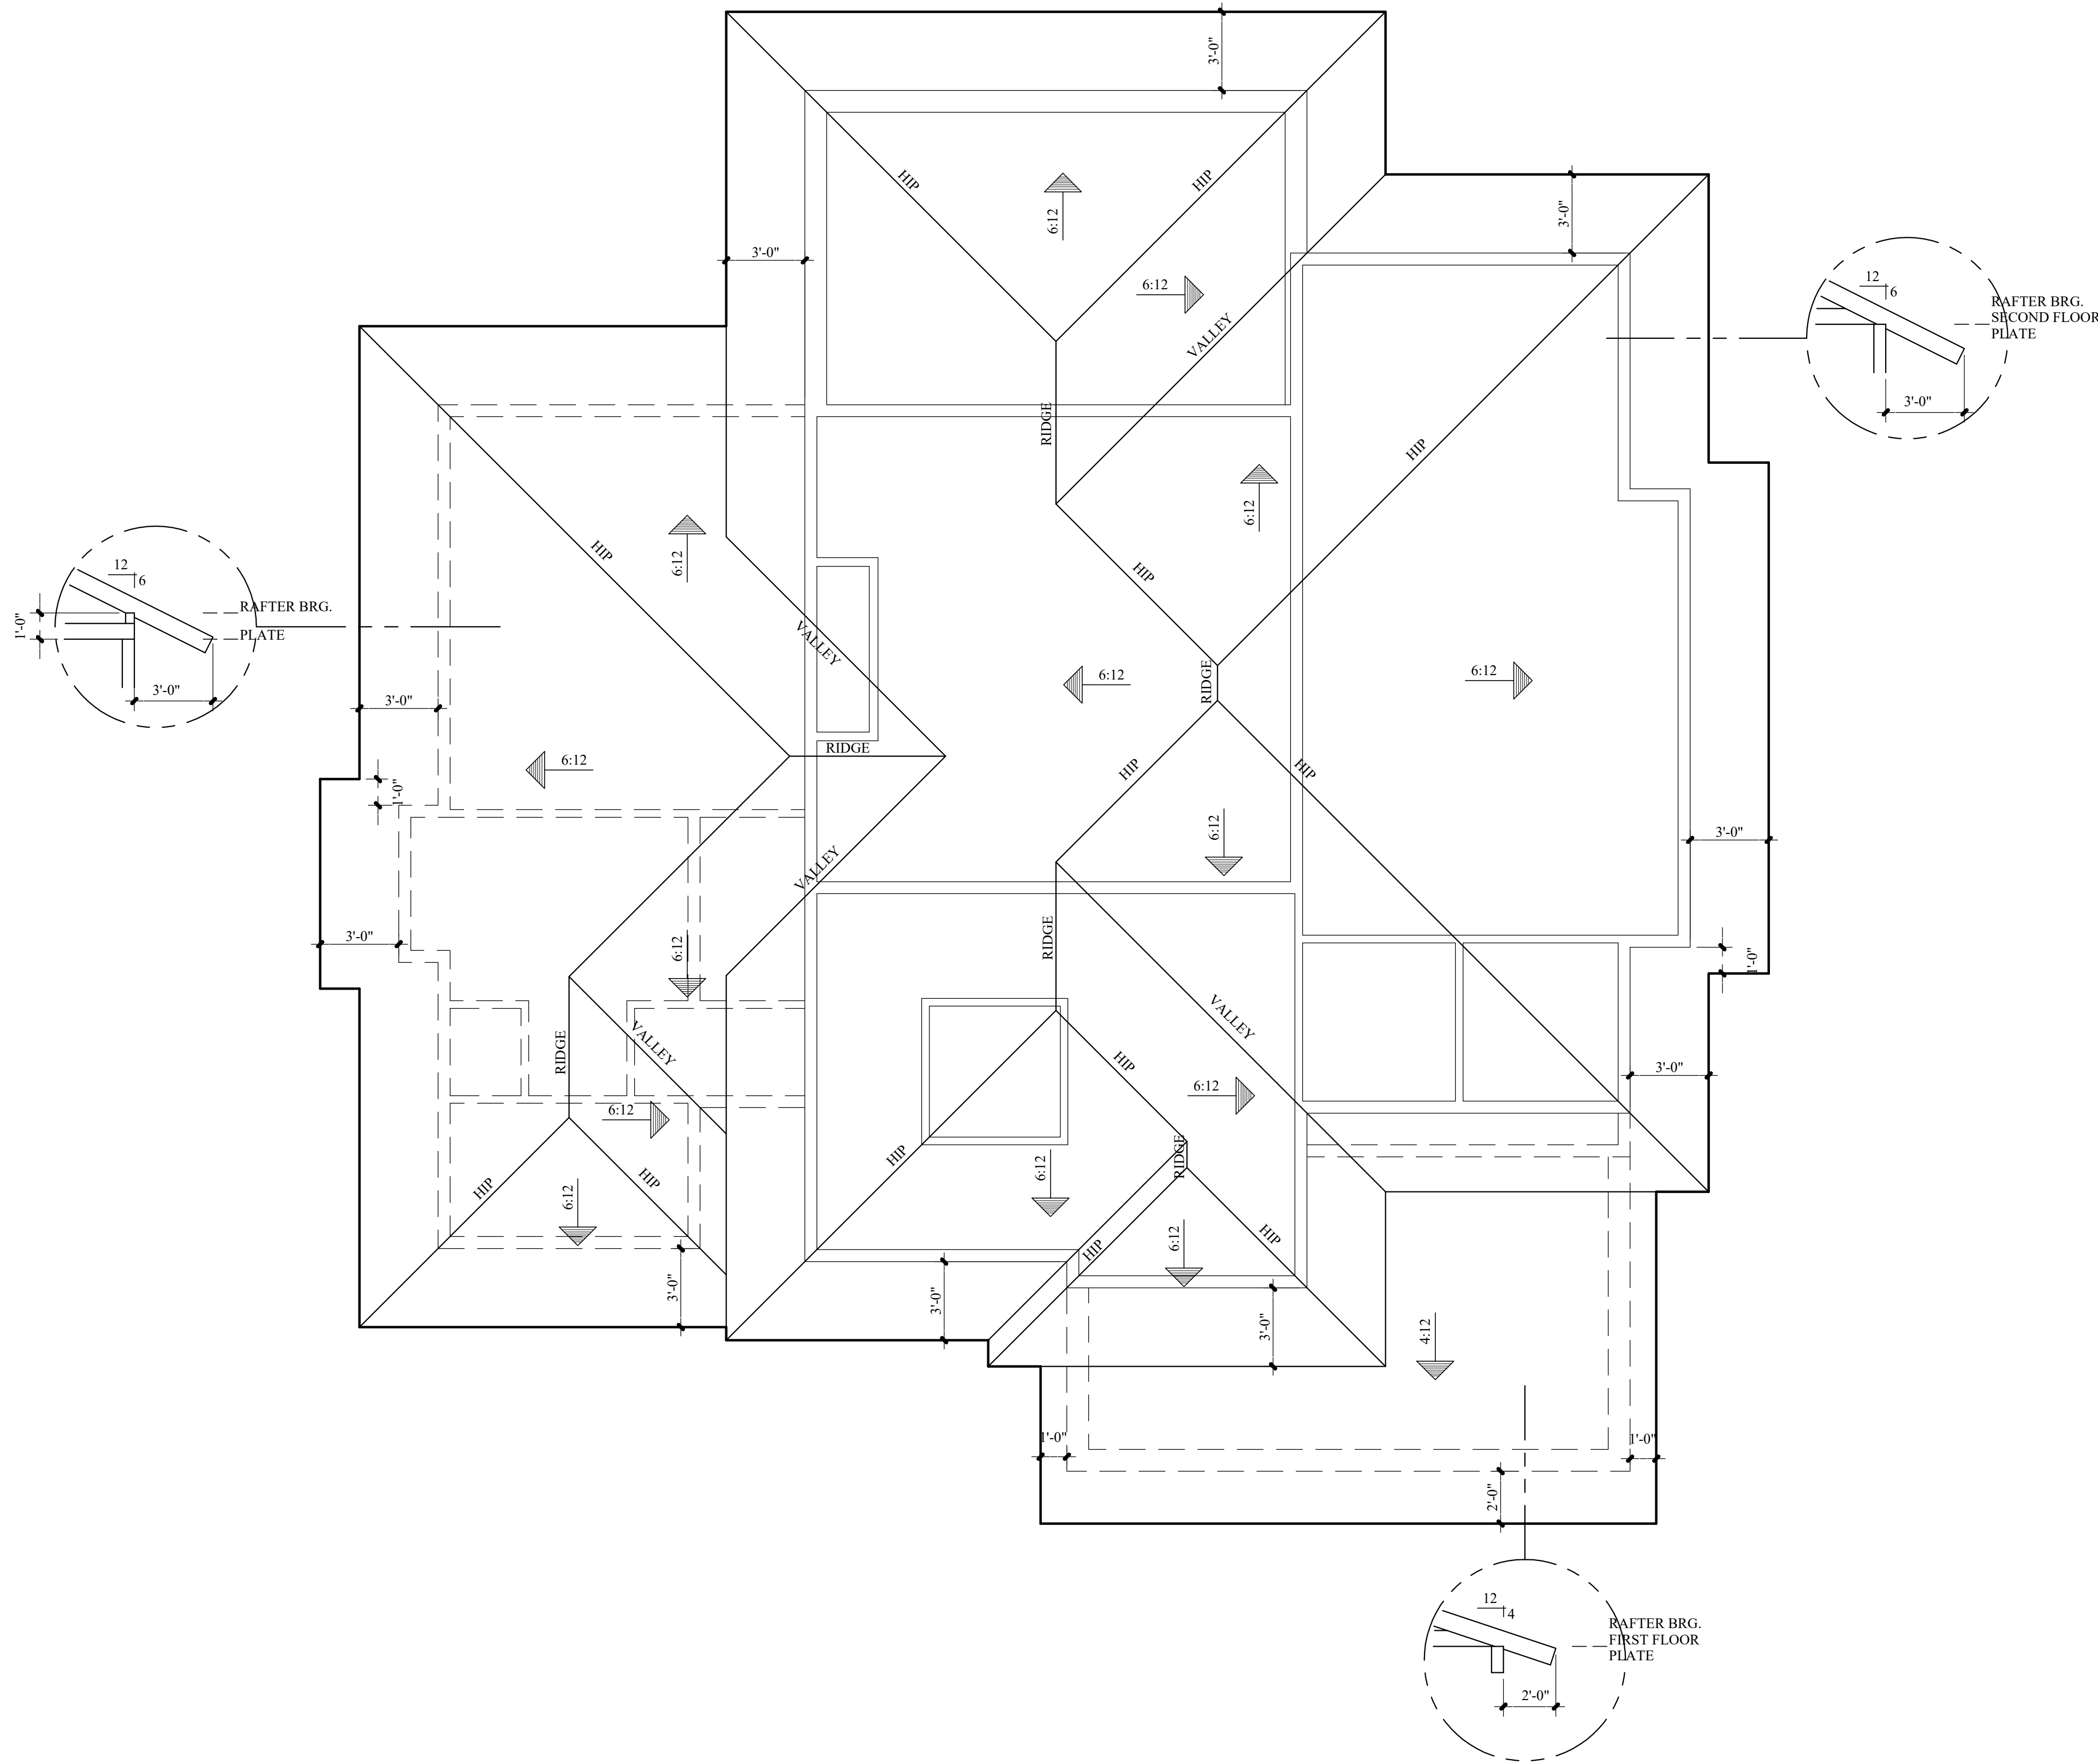 3'-0"
3'-0"
HIP
HIP
6:12
3'-0"
6:12
VALLEY
12
6
RAFTER BRG.
SECOND FLOOR
PLATE
3'-0"
RIDGE
HIP
6:12
HIP
6:12
VALLEY
HIP
12
6
RAFTER BRG.
PLATE
1'-0"
3'-0"
3'-0"
6:12
RIDGE
6:12
RIDGE
6:12
1'-0"
HIP
HIP
6:12
3'-0"
VALLEY
3'-0"
6:12
RIDGE
1'-0"
VALLEY
RIDGE
VALLEY
HIP
3'-0"
6:12
6:12
HIP
RIDGE
6:12
HIP
HIP
6:12
HIP
6:12
HIP
3'-0"
3'-0"
3'-0"
4:12
1'-0"
1'-0"
2'-0"
12
4
RAFTER BRG.
FIRST FLOOR
PLATE
2'-0"